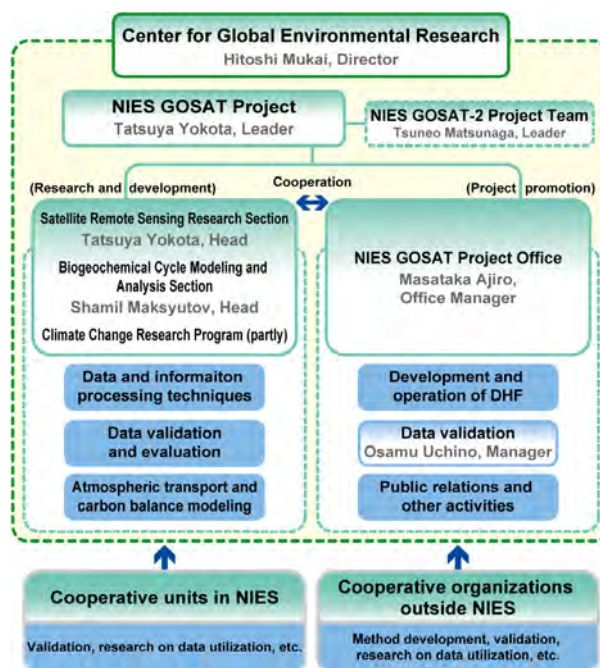 Center for Global Environmental Research
Hitoshi Mukai, Director
NIES GOSAT Project
Tatsuya Yokota, Leader
NIES GOSAT-2 Project Team
Tsuneo Matsunaga, Leader
(Research and development)
Cooperation
(Project promotion)
Satellite Remote Sensing Research Section
Tatsuya Yokota, Head
Biogeochemical Cycle Modeling and
Analysis Section
Shamil Maksyutov, Head
Climate Change Research Program (partly)
NIES GOSAT Project Office
Masataka Ajiro,
Office Manager
Data and informaiton
processing techniques
Data validation
and evaluation
Atmospheric transport and
carbon balance modeling
Development and
operation of DHF
Data validation
Osamu Uchino, Manager
Public relations and
other activities
Cooperative units in NIES
Validation, research on data utilization, etc.
Cooperative organizations
outside NIES
Method development, validation,
research on data utilization, etc.